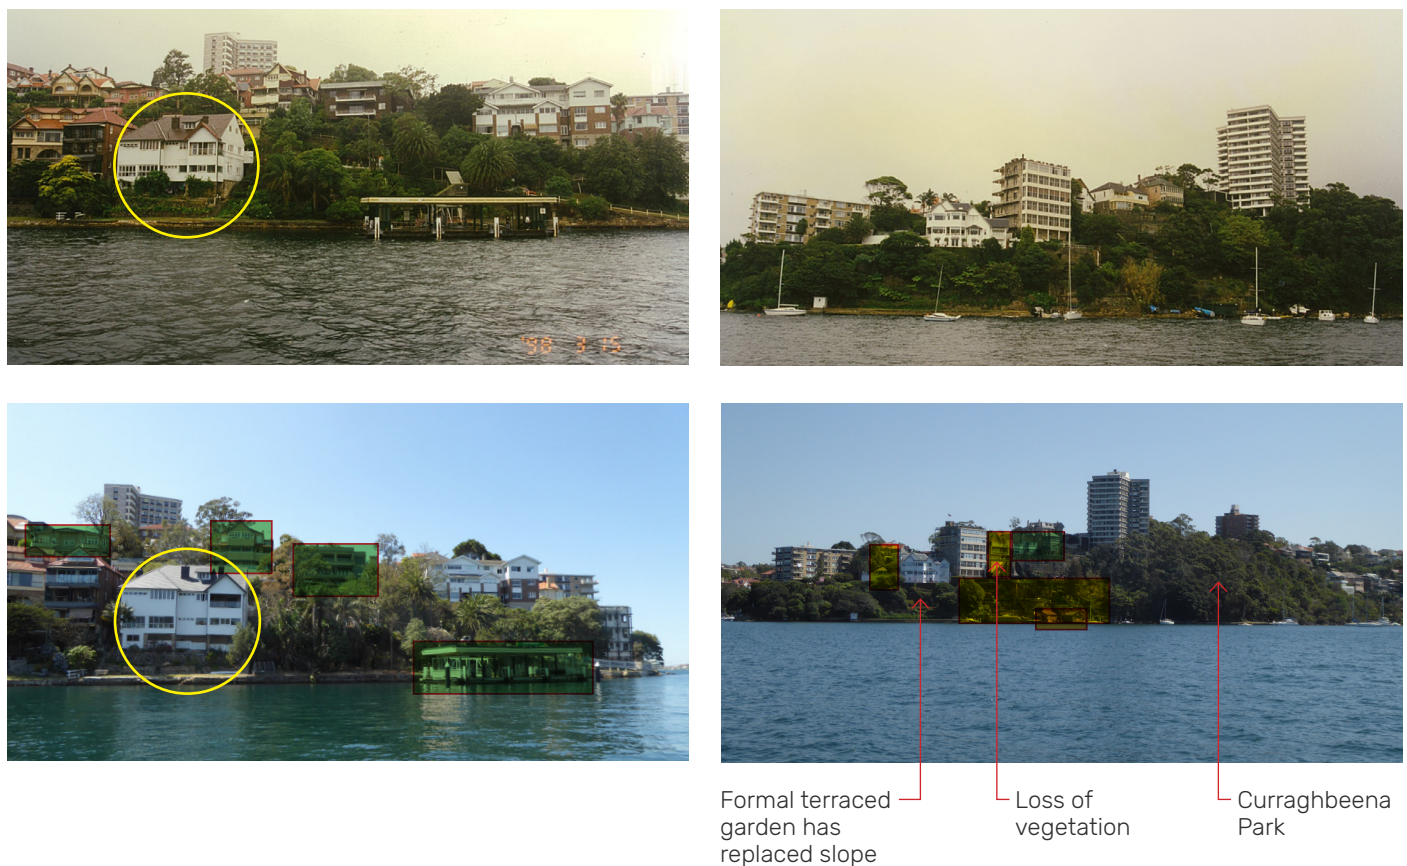 '98 3 15
Formal terraced
garden has
replaced slope
Loss of
vegetation
Curraghbeena
Park